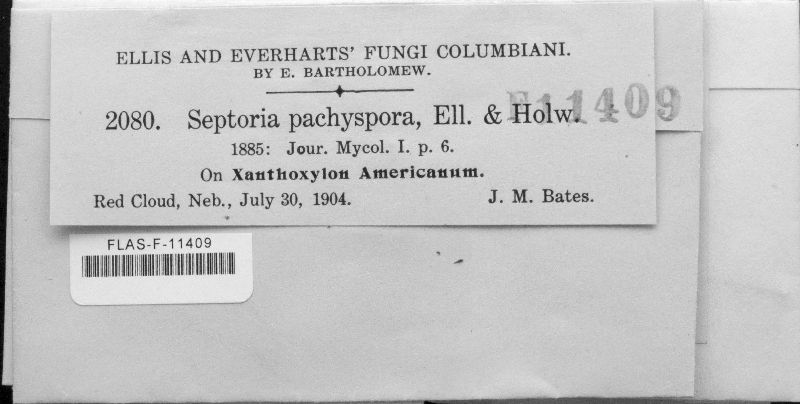 ELLIS AND EVERHARTS' FUNGI COLUMBIANI.
BY E. BARTHOLOMEW.
F11409
2080. Septoria pachyspora, Ell. & Holw.
1885: Jour. Mycol. I. p. 6.
On Xanthoxylon Americanum.
Red Cloud, Neb., July 30, 1904. J. M. Bates.
FLAS-F-11409